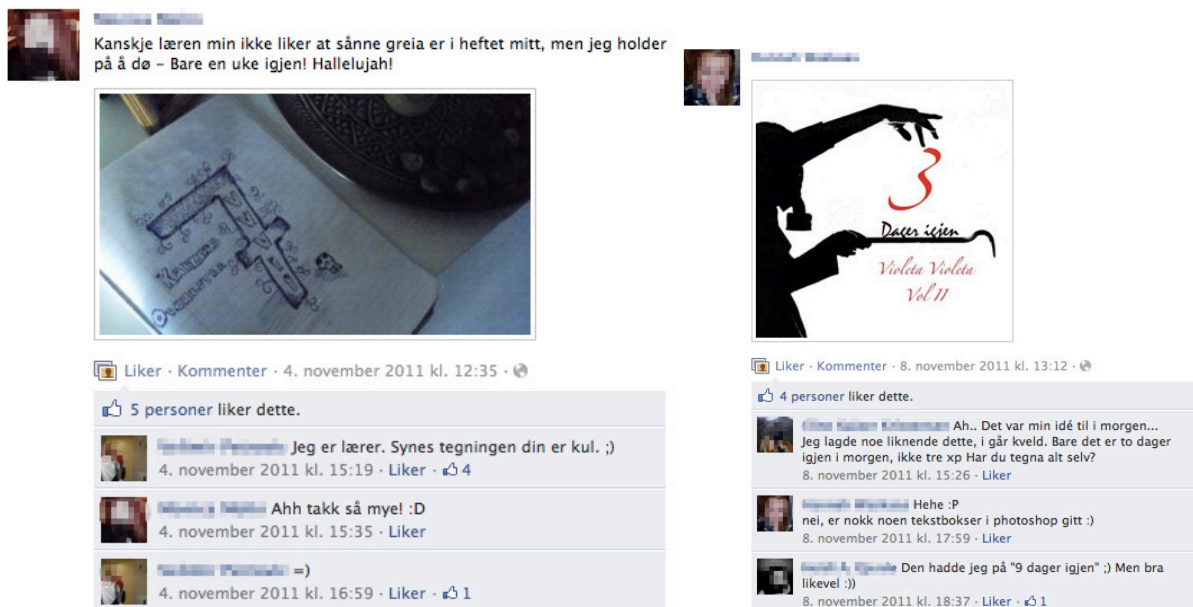 Kanskje læren min ikke liker at sånne greia er i heftet mitt, men jeg holder
på å dø – Bare en uke igjen! Hallelujah!
Liker · Kommenter · 4. november 2011 kl. 12:35 ·
5 personer liker dette.
Jeg er lærer. Synes tegningen din er kul. ;)
4. november 2011 kl. 15:19 · Liker · 4
Ahh takk så mye! :D
4. november 2011 kl. 15:35 · Liker
=)
4. november 2011 kl. 16:59 · Liker · 1
3
Dager igjen
Violeta Violeta
Vol II
Liker · Kommenter · 8. november 2011 kl. 13:12 ·
4 personer liker dette.
Ah.. Det var min idé til i morgen...
Jeg lagde noe liknende dette, i går kveld. Bare det er to dager
igjen i morgen, ikke tre xp Har du tegna alt selv?
8. november 2011 kl. 15:26 · Liker
Hehe :P
nei, er nokk noen tekstbokser i photoshop gitt :)
8. november 2011 kl. 17:59 · Liker
Den hadde jeg på "9 dager igjen" ;) Men bra
likevel :))
8. november 2011 kl. 18:37 · Liker · 1